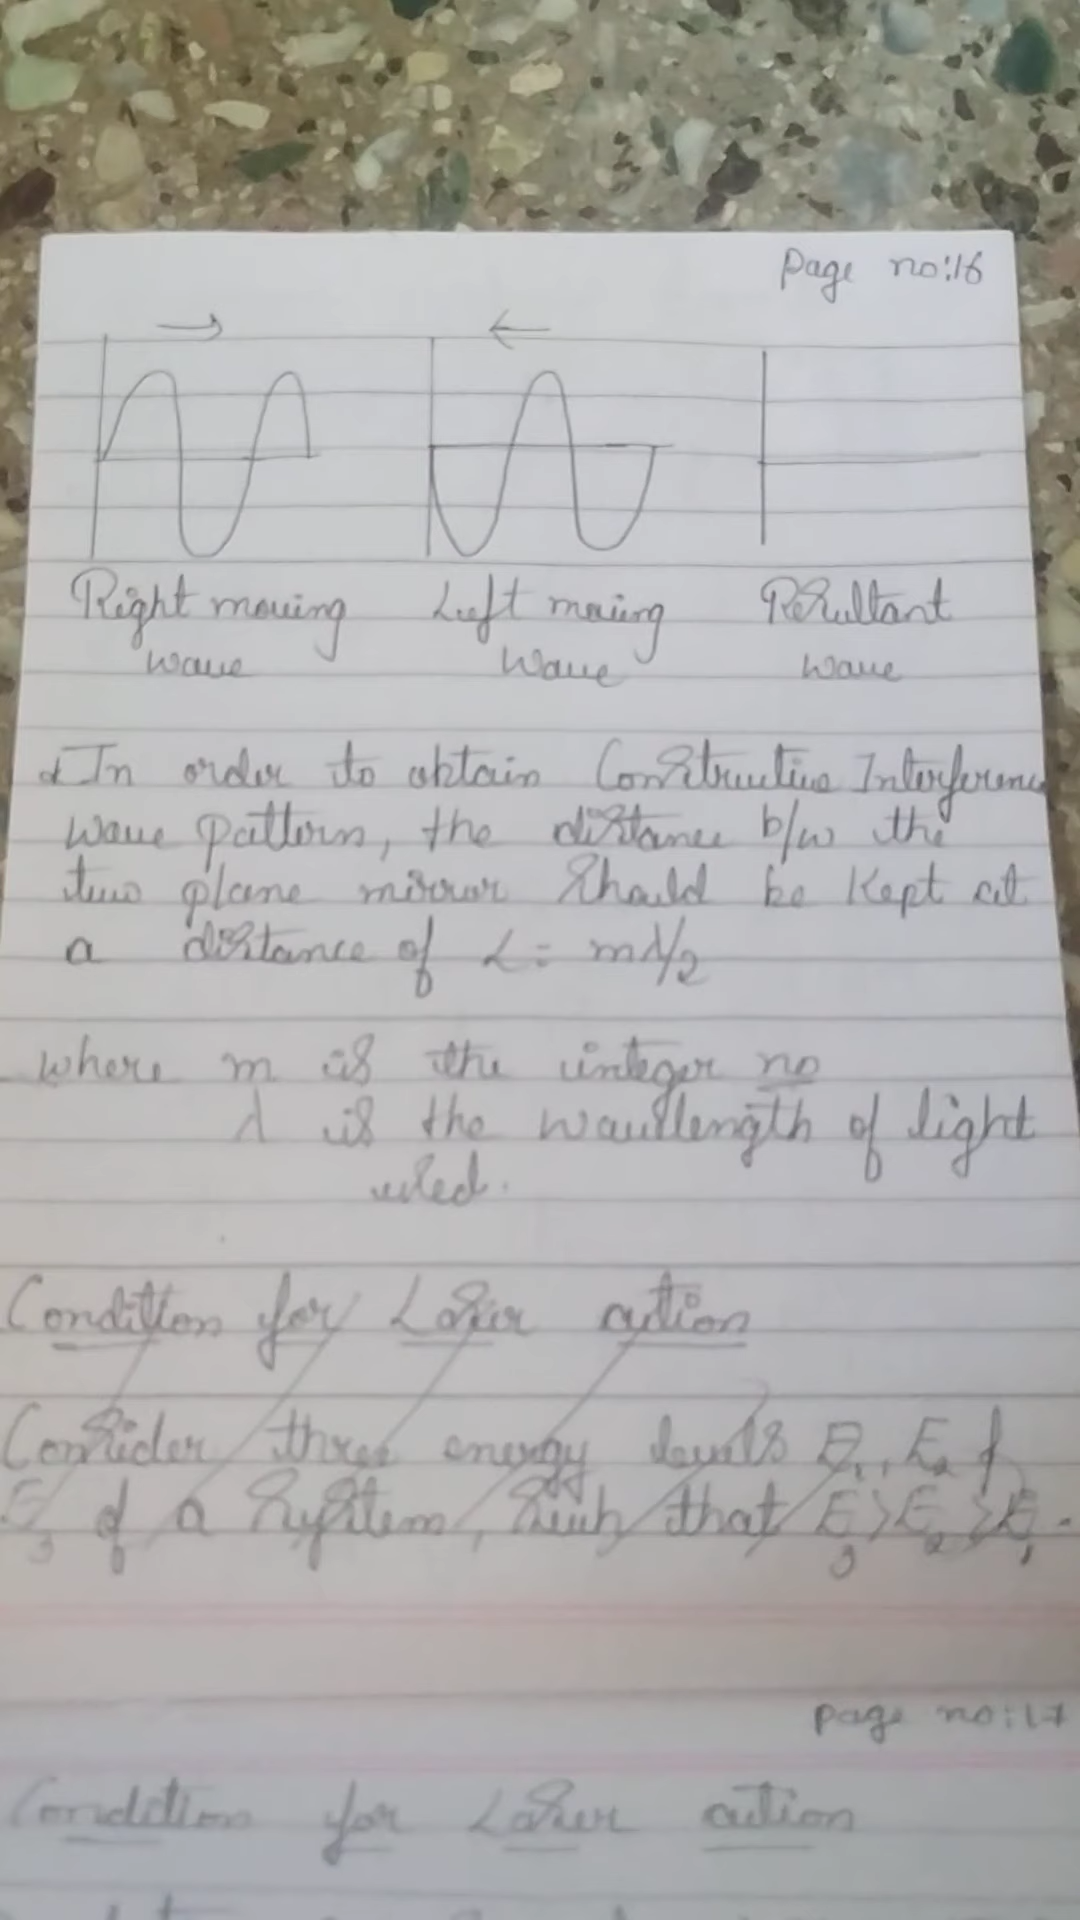 Page no:16
→ ←
Right moving Left moving Resultant
wave wave wave
*In order to obtain Constructive Interference
wave pattern, the distance b/w the
two plane mirror should be kept at
a distance of L = mλ/2
where m is the integer no
λ is the wavelength of light
used.
Condition for Laser action
Consider three energy levels E₁, E₂ &
E₃ of a system, such that E₃>E₂>E₁.
page no:17
Condition for Laser action